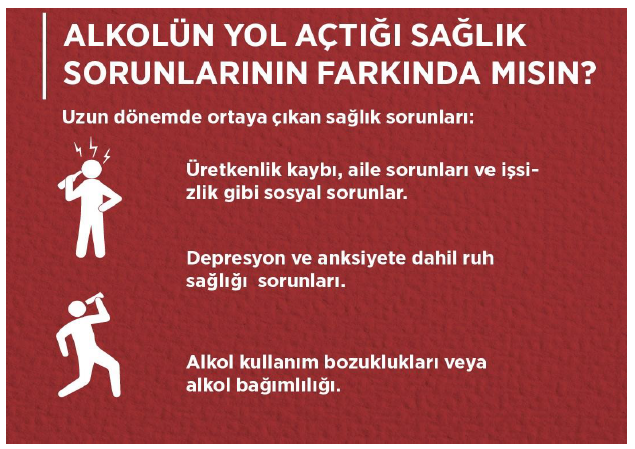 ALKOLÜN YOL AÇTIĞI SAĞLIK
SORUNLARININ FARKINDA MISIN?
Uzun dönemde ortaya çıkan sağlık sorunları:
Üretkenlik kaybı, aile sorunları ve işsi-
zlik gibi sosyal sorunlar.
Depresyon ve anksiyete dahil ruh
sağlığı sorunları.
Alkol kullanım bozuklukları veya
alkol bağımlılığı.